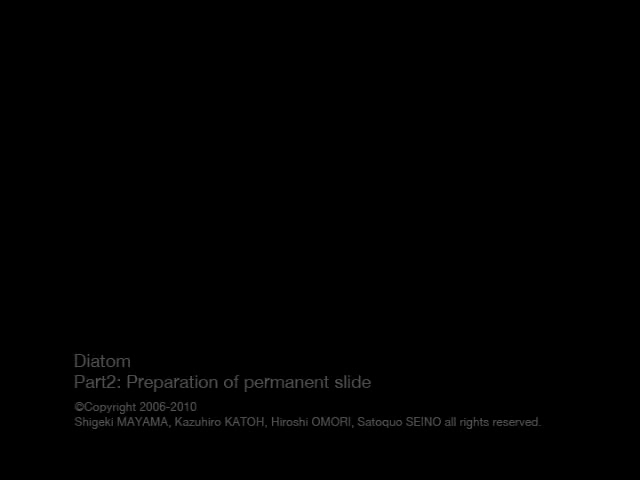 Diatom
Part2: Preparation of permanent slide
©Copyright 2006-2010
Shigeki MAYAMA, Kazuhiro KATOH, Hiroshi OMORI, Satoquo SEINO all rights reserved.